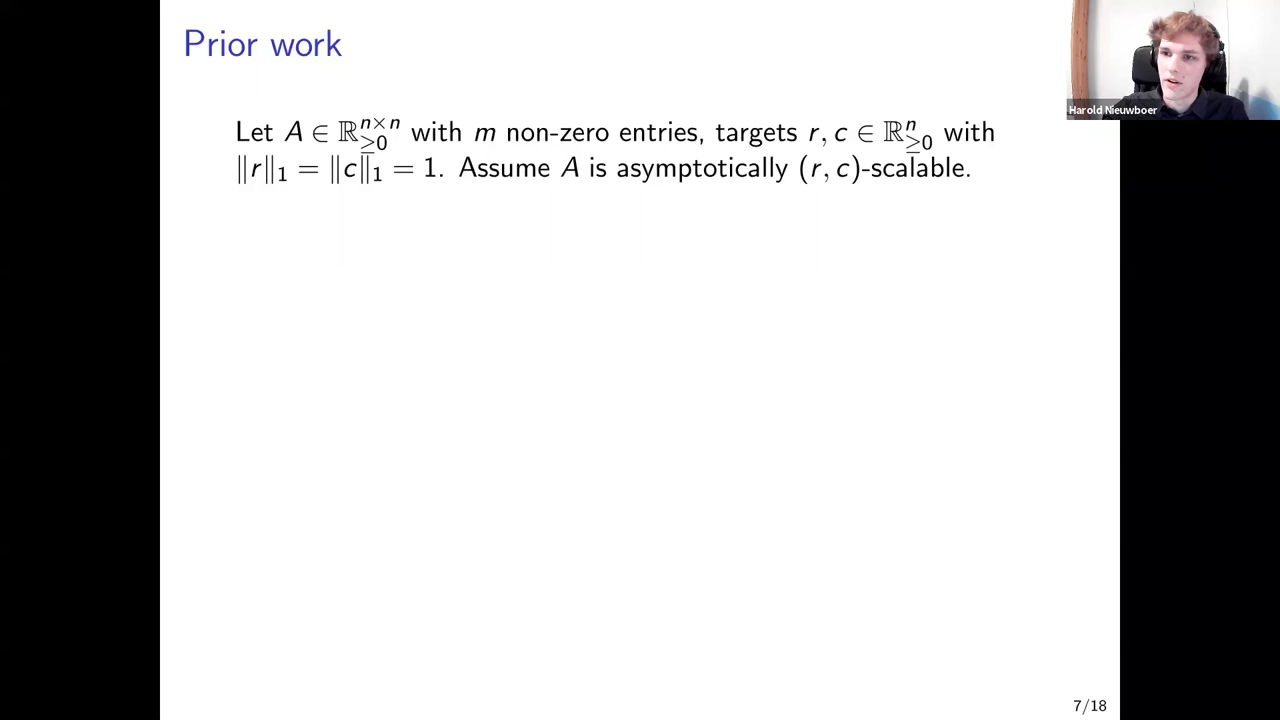 Prior work
Harold Nieuwboer
Let A ∈ ℝ^{n×n}_{≥0} with m non-zero entries, targets r, c ∈ ℝ^n_{≥0} with
‖r‖₁ = ‖c‖₁ = 1. Assume A is asymptotically (r, c)-scalable.
7/18